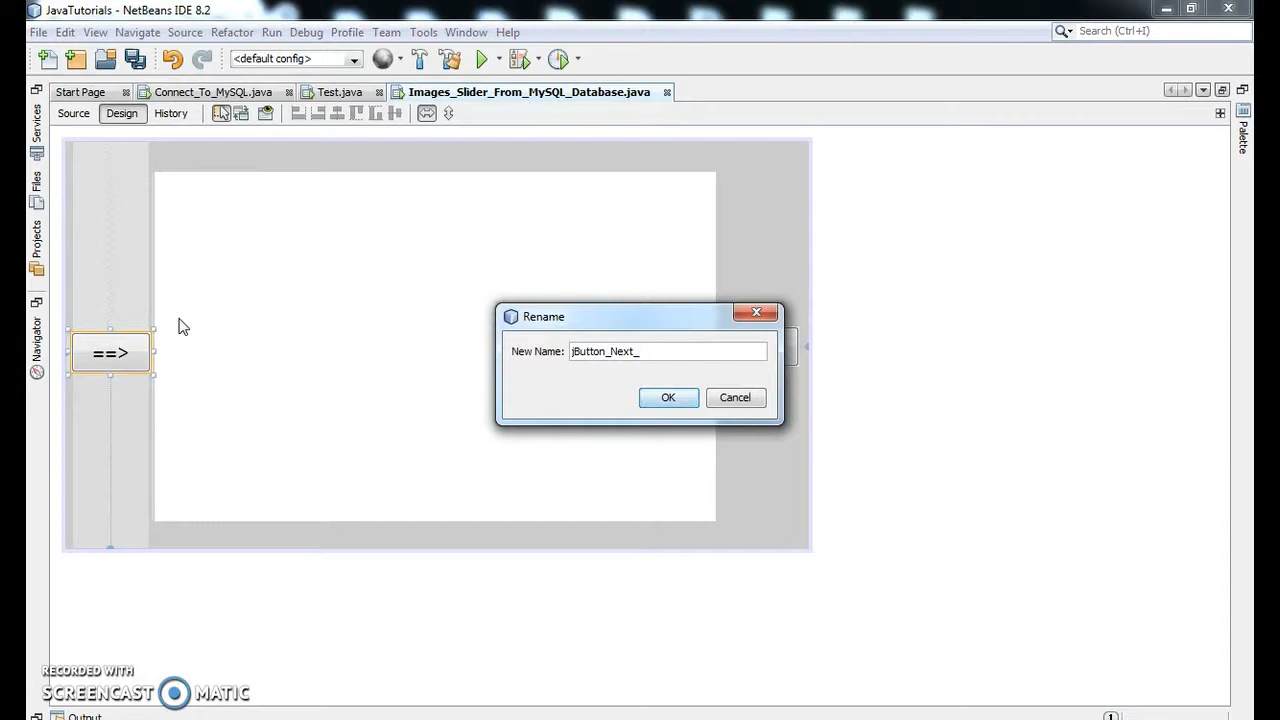 JavaTutorials - NetBeans IDE 8.2
File Edit View Navigate Source Refactor Run Debug Profile Team Tools Window Help
Search (Ctrl+I)
<default config>
Start Page Connect_To_MySQL.java Test.java Images_Slider_From_MySQL_Database.java
Source Design History
Services
Files
Projects
Navigator
Palette
==>
Rename
New Name: jButton_Next_
OK Cancel
RECORDED WITH
SCREENCAST MATIC
Output
1